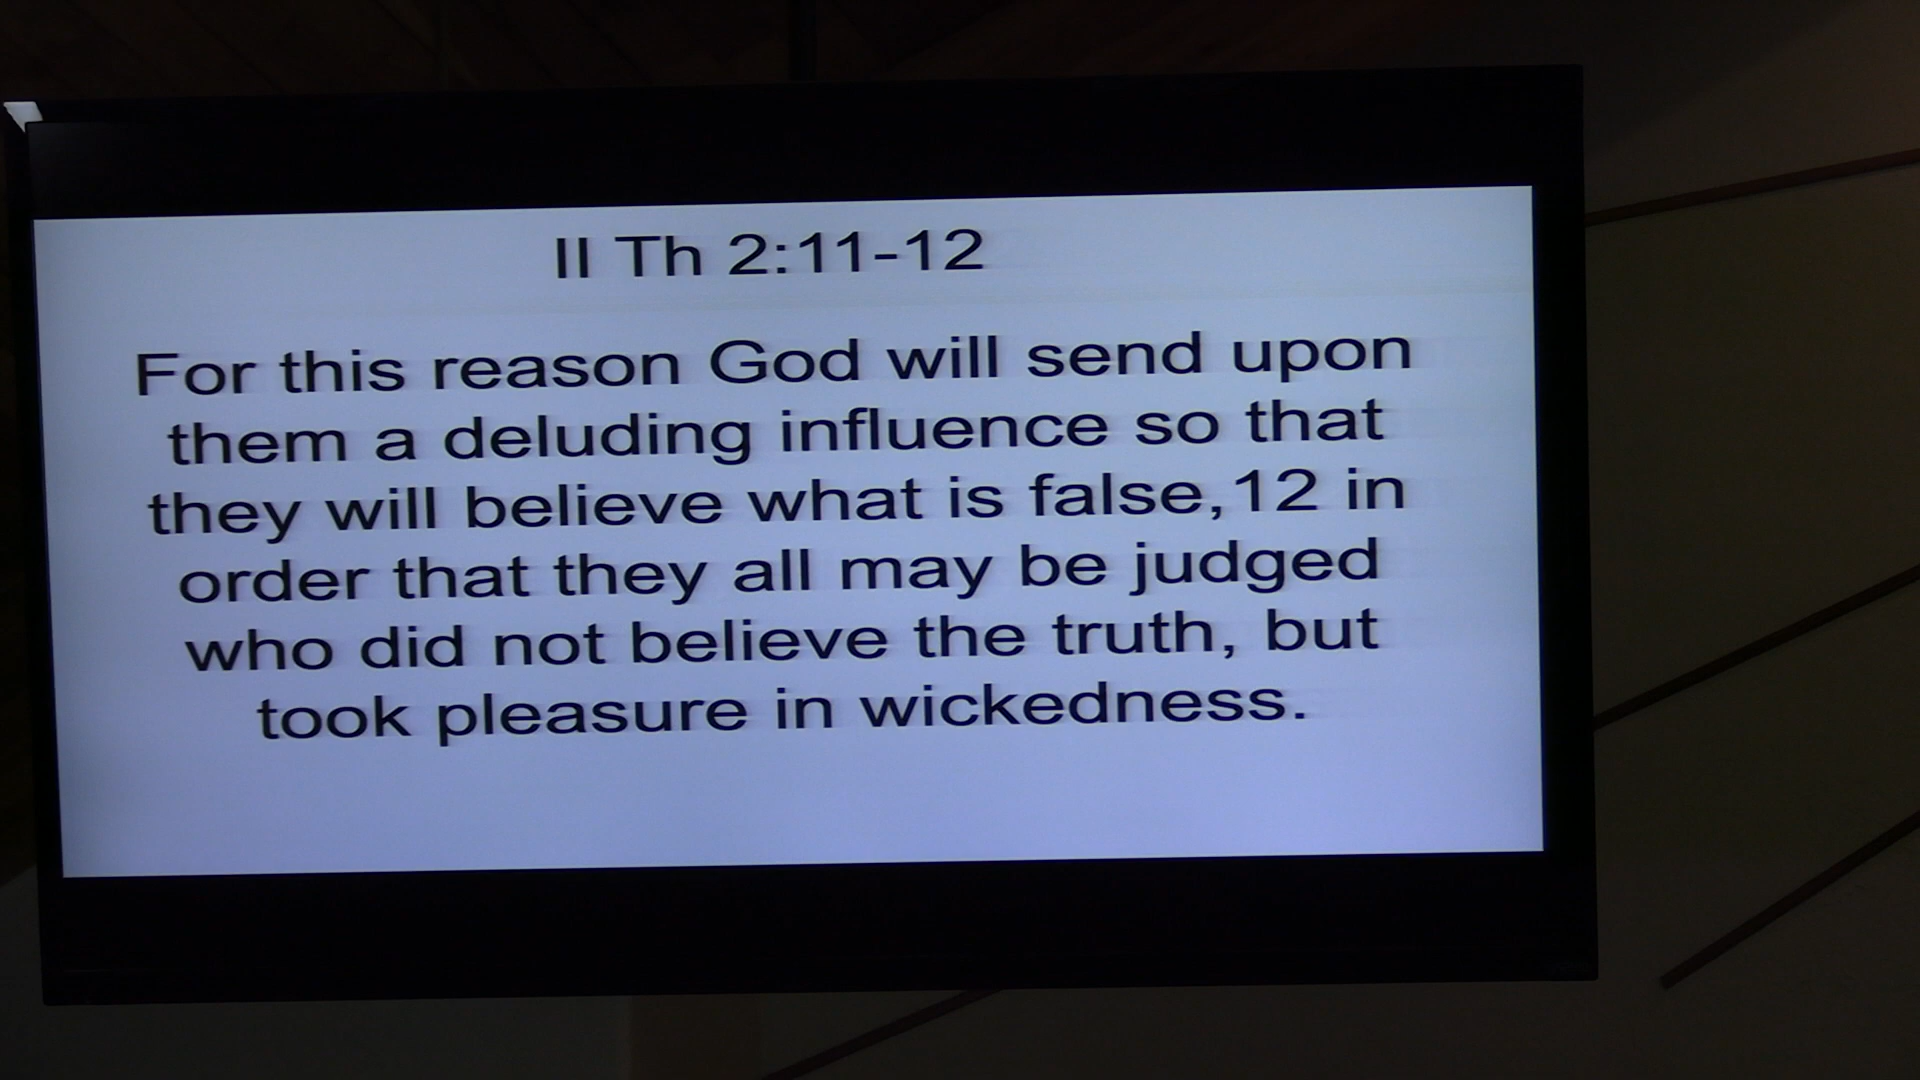 II Th 2:11-12
For this reason God will send upon
them a deluding influence so that
they will believe what is false,12 in
order that they all may be judged
who did not believe the truth, but
took pleasure in wickedness.